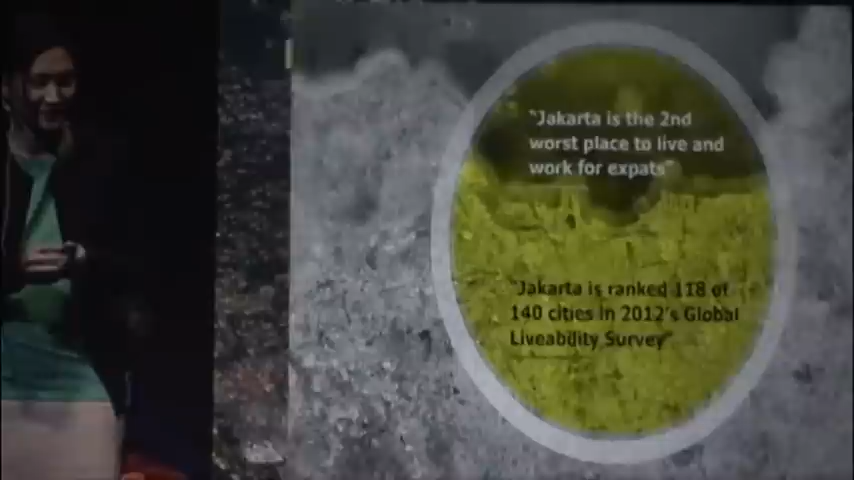 "Jakarta is the 2nd
worst place to live and
work for expats"
"Jakarta is ranked 118 of
140 cities in 2012's Global
Liveability Survey"